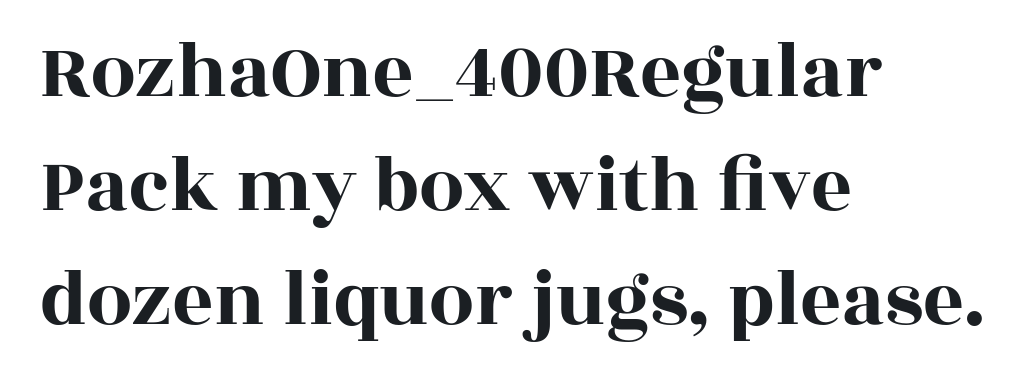 RozhaOne_400Regular
Pack my box with five
dozen liquor jugs, please.